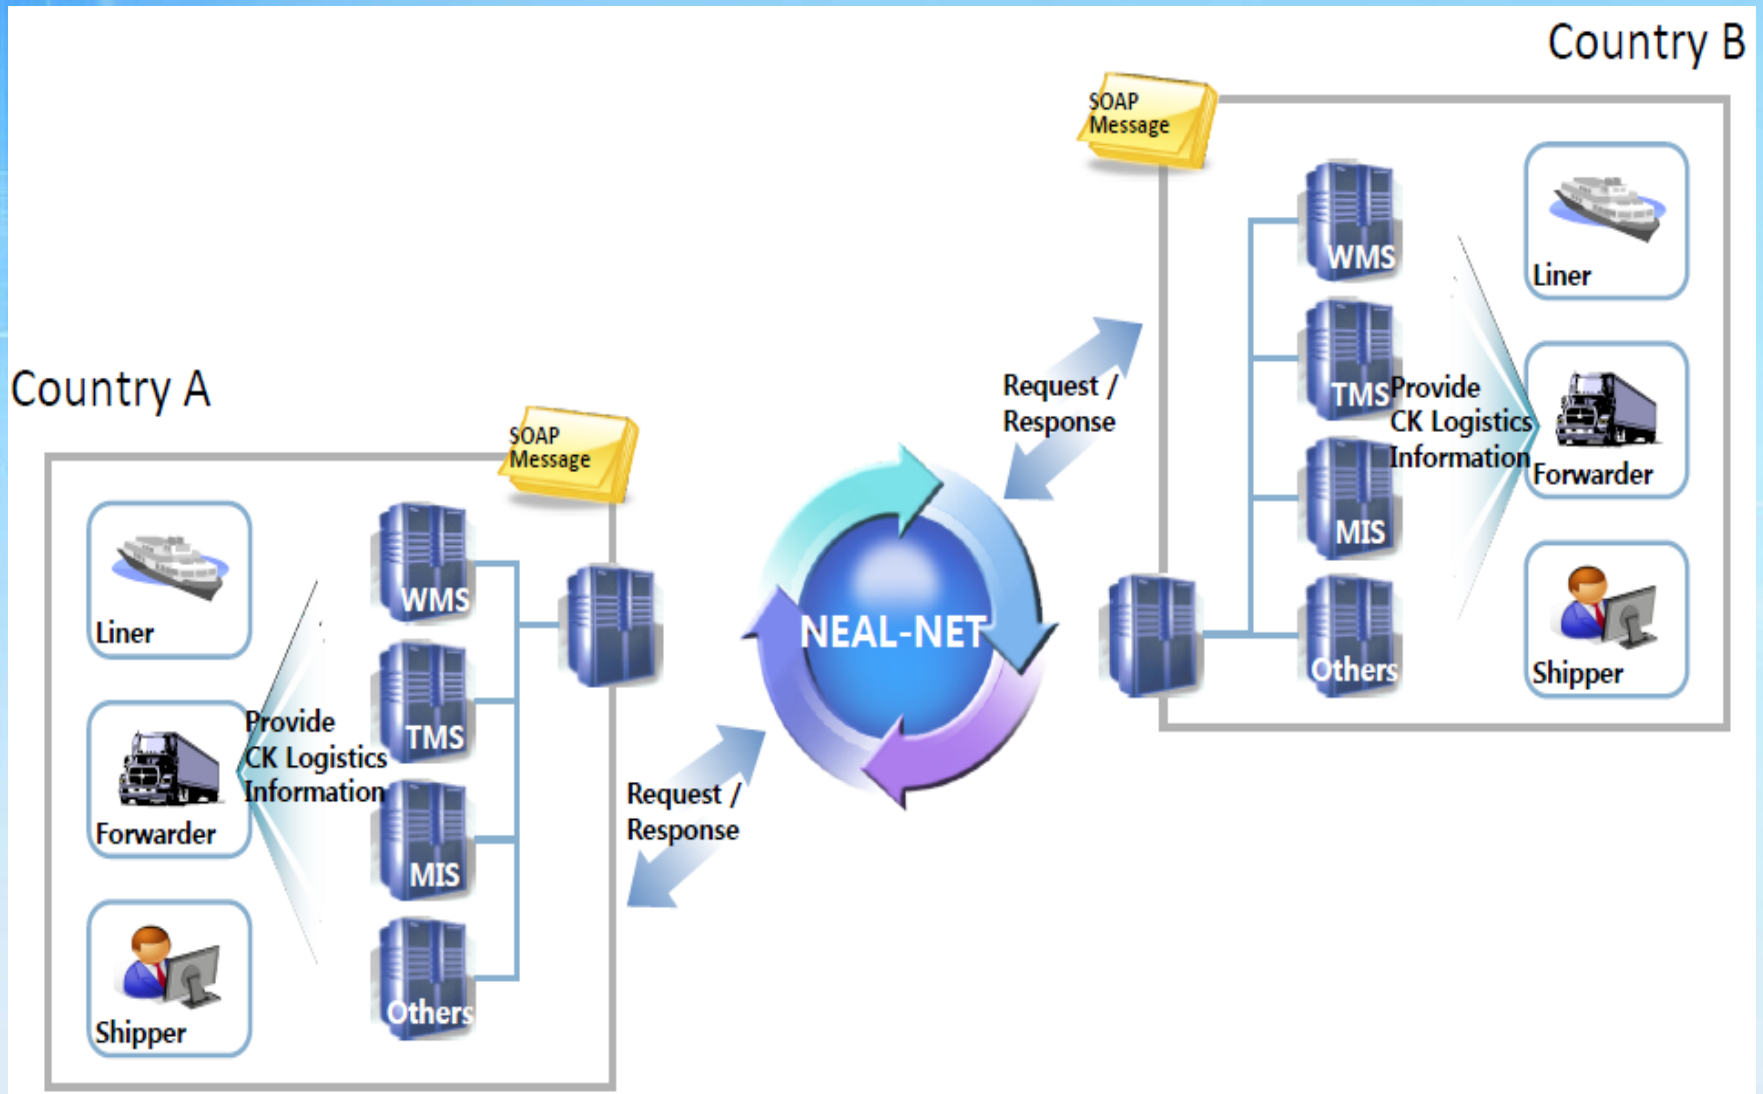 Country B
SOAP
Message
WMS
Liner
TMS
Provide
CK Logistics
Information
Forwarder
MIS
Others
Shipper
Request /
Response
Country A
SOAP
Message
Liner
WMS
TMS
Provide
CK Logistics
Information
Forwarder
MIS
Others
Shipper
NEAL-NET
Request /
Response